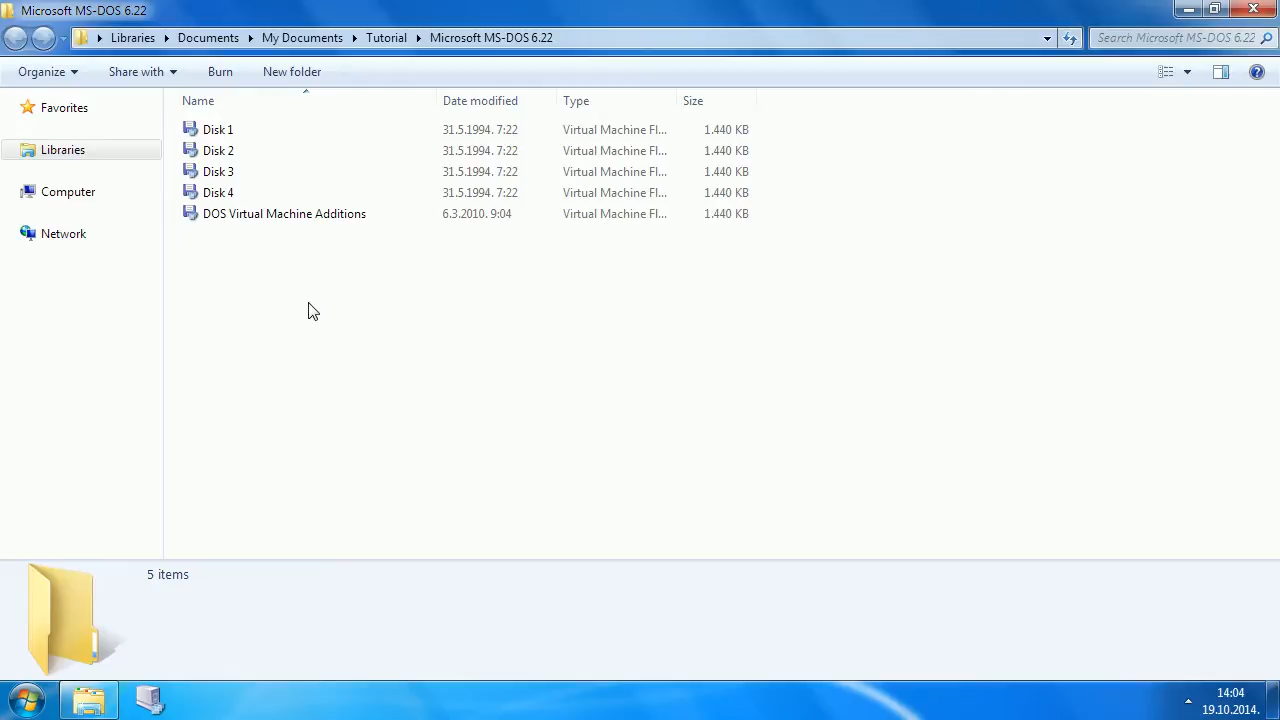 Microsoft MS-DOS 6.22
Libraries Documents My Documents Tutorial Microsoft MS-DOS 6.22 Search Microsoft MS-DOS 6.22
Organize Share with Burn New folder
Favorites
Libraries
Computer
Network
Name Date modified Type Size
Disk 1 31.5.1994. 7:22 Virtual Machine Fl... 1.440 KB
Disk 2 31.5.1994. 7:22 Virtual Machine Fl... 1.440 KB
Disk 3 31.5.1994. 7:22 Virtual Machine Fl... 1.440 KB
Disk 4 31.5.1994. 7:22 Virtual Machine Fl... 1.440 KB
DOS Virtual Machine Additions 6.3.2010. 9:04 Virtual Machine Fl... 1.440 KB
5 items
14:04
19.10.2014.